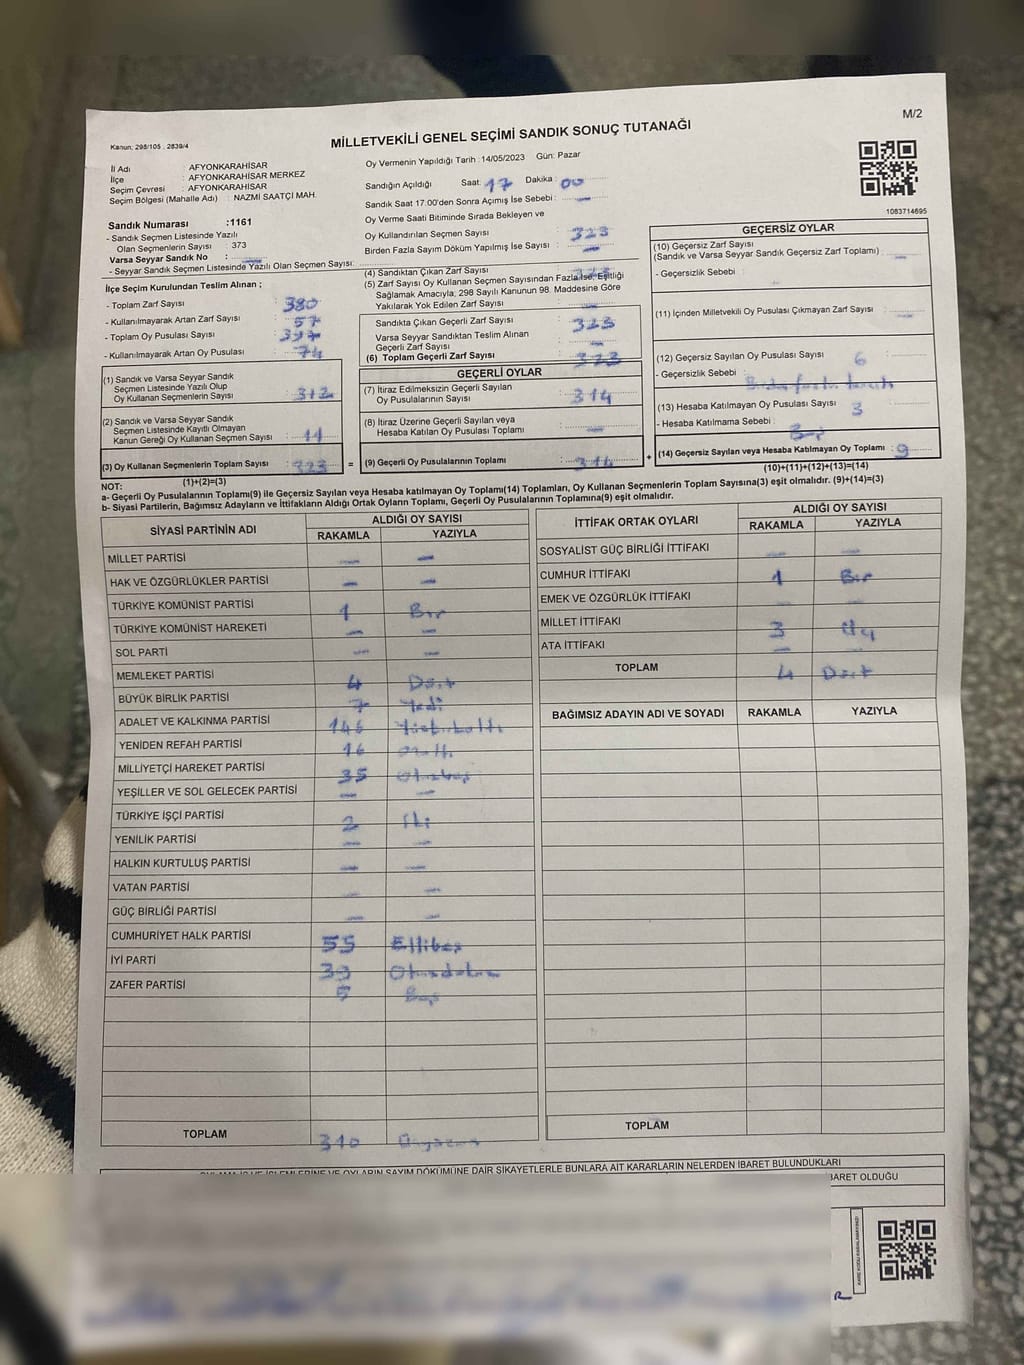 M/2
Kanun; 298/105 , 2839/4
MİLLETVEKİLİ GENEL SEÇİMİ SANDIK SONUÇ TUTANAĞI
İl Adı : AFYONKARAHİSAR
İlçe : AFYONKARAHİSAR MERKEZ
Seçim Çevresi : AFYONKARAHİSAR
Seçim Bölgesi (Mahalle Adı) : NAZMİ SAATÇİ MAH.
Sandık Numarası :1161
- Sandık Seçmen Listesinde Yazılı
Olan Seçmenlerin Sayısı : 373
Varsa Seyyar Sandık No :
- Seyyar Sandık Seçmen Listesinde Yazılı Olan Seçmen Sayısı:
Oy Vermenin Yapıldığı Tarih : 14/05/2023 Gün: Pazar
Sandığın Açıldığı Saat: 17 Dakika : 00
Sandık Saat 17.00'den Sonra Açılmış İse Sebebi : —
Oy Verme Saati Bitiminde Sırada Bekleyen ve
Oy Kullandırılan Seçmen Sayısı : 323
Birden Fazla Sayım Döküm Yapılmış İse Sayısı : —
(4) Sandıktan Çıkan Zarf Sayısı : 323
(5) Zarf Sayısı Oy Kullanan Seçmen Sayısından Fazla İse, Eşitliği
Sağlamak Amacıyla, 298 Sayılı Kanunun 98. Maddesine Göre
Yakılarak Yok Edilen Zarf Sayısı : —
1083714695
İlçe Seçim Kurulundan Teslim Alınan ;
- Toplam Zarf Sayısı : 380
- Kullanılmayarak Artan Zarf Sayısı : 57
- Toplam Oy Pusulası Sayısı : 397
- Kullanılmayarak Artan Oy Pusulası : 74
Sandıkta Çıkan Geçerli Zarf Sayısı : 323
Varsa Seyyar Sandıktan Teslim Alınan
Geçerli Zarf Sayısı : —
(6) Toplam Geçerli Zarf Sayısı : 323
(1) Sandık ve Varsa Seyyar Sandık
Seçmen Listesinde Yazılı Olup
Oy Kullanan Seçmenlerin Sayısı : 312
(2) Sandık ve Varsa Seyyar Sandık
Seçmen Listesinde Kayıtlı Olmayan
Kanun Gereği Oy Kullanan Seçmen Sayısı : 11
(3) Oy Kullanan Seçmenlerin Toplam Sayısı : 323
(1)+(2)=(3)
GEÇERLİ OYLAR
(7) İtiraz Edilmeksizin Geçerli Sayılan
Oy Pusulalarının Sayısı : 314
(8) İtiraz Üzerine Geçerli Sayılan veya
Hesaba Katılan Oy Pusulası Toplamı : —
(9) Geçerli Oy Pusulalarının Toplamı : 314
GEÇERSİZ OYLAR
(10) Geçersiz Zarf Sayısı
(Sandık ve Varsa Seyyar Sandık Geçersiz Zarf Toplamı) : —
- Geçersizlik Sebebi :
(11) İçinden Milletvekili Oy Pusulası Çıkmayan Zarf Sayısı : —
(12) Geçersiz Sayılan Oy Pusulası Sayısı : 6
- Geçersizlik Sebebi : Birden fazla tercih
(13) Hesaba Katılmayan Oy Pusulası Sayısı : 3
- Hesaba Katılmama Sebebi : Boş
(14) Geçersiz Sayılan veya Hesaba Katılmayan Oy Toplamı : 9
(10)+(11)+(12)+(13)=(14)
NOT:
a- Geçerli Oy Pusulalarının Toplamı(9) ile Geçersiz Sayılan veya Hesaba katılmayan Oy Toplamı(14) Toplamları, Oy Kullanan Seçmenlerin Toplam Sayısına(3) eşit olmalıdır. (9)+(14)=(3)
b- Siyasi Partilerin, Bağımsız Adayların ve İttifakların Aldığı Ortak Oyların Toplamı, Geçerli Oy Pusulalarının Toplamına(9) eşit olmalıdır.
SİYASİ PARTİNİN ADI ALDIĞI OY SAYISI
RAKAMLA YAZIYLA
MİLLET PARTİSİ — —
HAK VE ÖZGÜRLÜKLER PARTİSİ — —
TÜRKİYE KOMÜNİST PARTİSİ 1 Bir
TÜRKİYE KOMÜNİST HAREKETİ — —
SOL PARTİ — —
MEMLEKET PARTİSİ 4 Dört
BÜYÜK BİRLİK PARTİSİ 7 Yedi
ADALET VE KALKINMA PARTİSİ 146 Yüzkırkaltı
YENİDEN REFAH PARTİSİ 16 Onaltı
MİLLİYETÇİ HAREKET PARTİSİ 35 Otuzbeş
YEŞİLLER VE SOL GELECEK PARTİSİ — —
TÜRKİYE İŞÇİ PARTİSİ 2 İki
YENİLİK PARTİSİ — —
HALKIN KURTULUŞ PARTİSİ — —
VATAN PARTİSİ — —
GÜÇ BİRLİĞİ PARTİSİ — —
CUMHURİYET HALK PARTİSİ 55 Ellibeş
İYİ PARTİ 39 Otuzdokuz
ZAFER PARTİSİ 5 Beş
TOPLAM 310 Üçyüzon
İTTİFAK ORTAK OYLARI ALDIĞI OY SAYISI
RAKAMLA YAZIYLA
SOSYALİST GÜÇ BİRLİĞİ İTTİFAKI — —
CUMHUR İTTİFAKI 1 Bir
EMEK VE ÖZGÜRLÜK İTTİFAKI — —
MİLLET İTTİFAKI 3 Üç
ATA İTTİFAKI — —
TOPLAM 4 Dört
BAĞIMSIZ ADAYIN ADI VE SOYADI RAKAMLA YAZIYLA
TOPLAM
OYLAMA İŞ VE İŞLEMLERİNE VE OYLARIN SAYIM DÖKÜMÜNE DAİR ŞİKAYETLERLE BUNLARA AİT KARARLARIN NELERDEN İBARET BULUNDUKLARI
BARET OLDUĞU